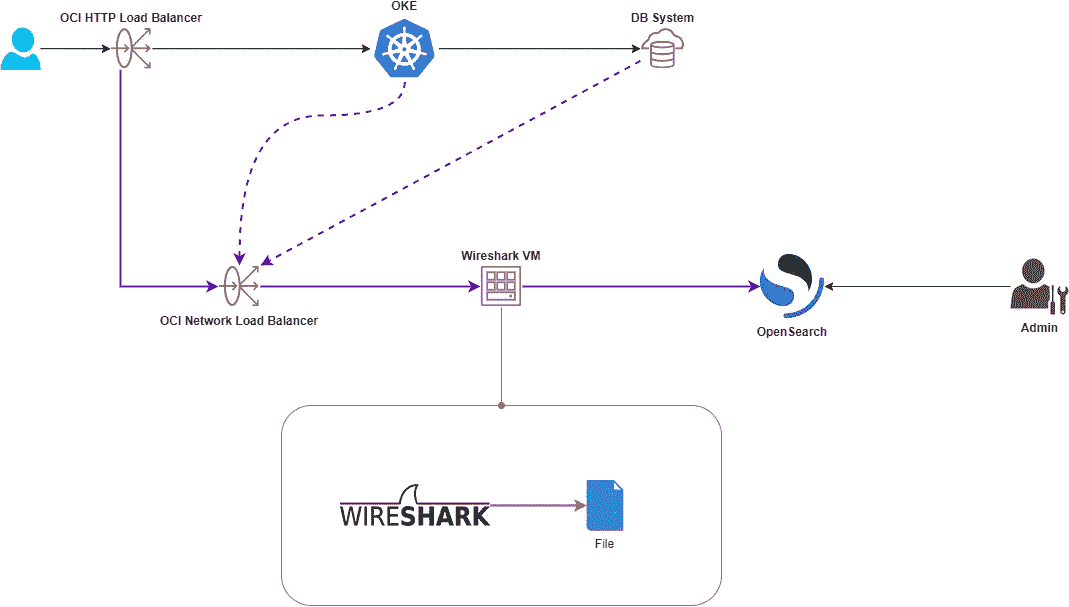 OCI HTTP Load Balancer
OKE
DB System
Wireshark VM
OCI Network Load Balancer
OpenSearch
Admin
WIRESHARK
File